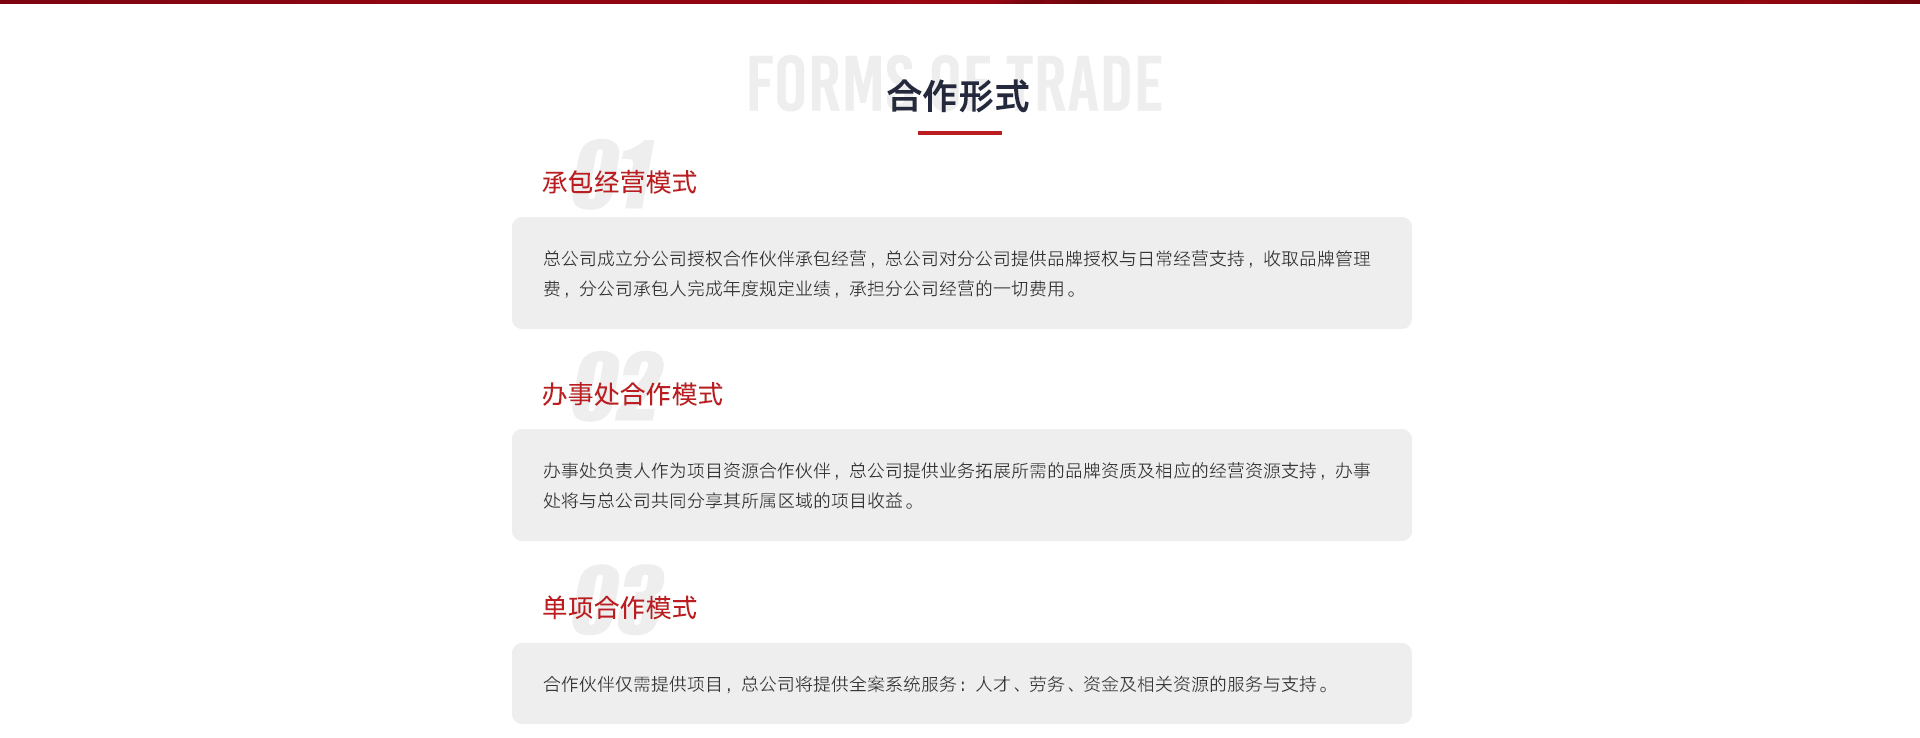 FORMS OF TRADE
合作形式
01
承包经营模式
总公司成立分公司授权合作伙伴承包经营，总公司对分公司提供品牌授权与日常经营支持，收取品牌管理
费，分公司承包人完成年度规定业绩，承担分公司经营的一切费用。
02
办事处合作模式
办事处负责人作为项目资源合作伙伴，总公司提供业务拓展所需的品牌资质及相应的经营资源支持，办事
处将与总公司共同分享其所属区域的项目收益。
03
单项合作模式
合作伙伴仅需提供项目，总公司将提供全案系统服务：人才、劳务、资金及相关资源的服务与支持。